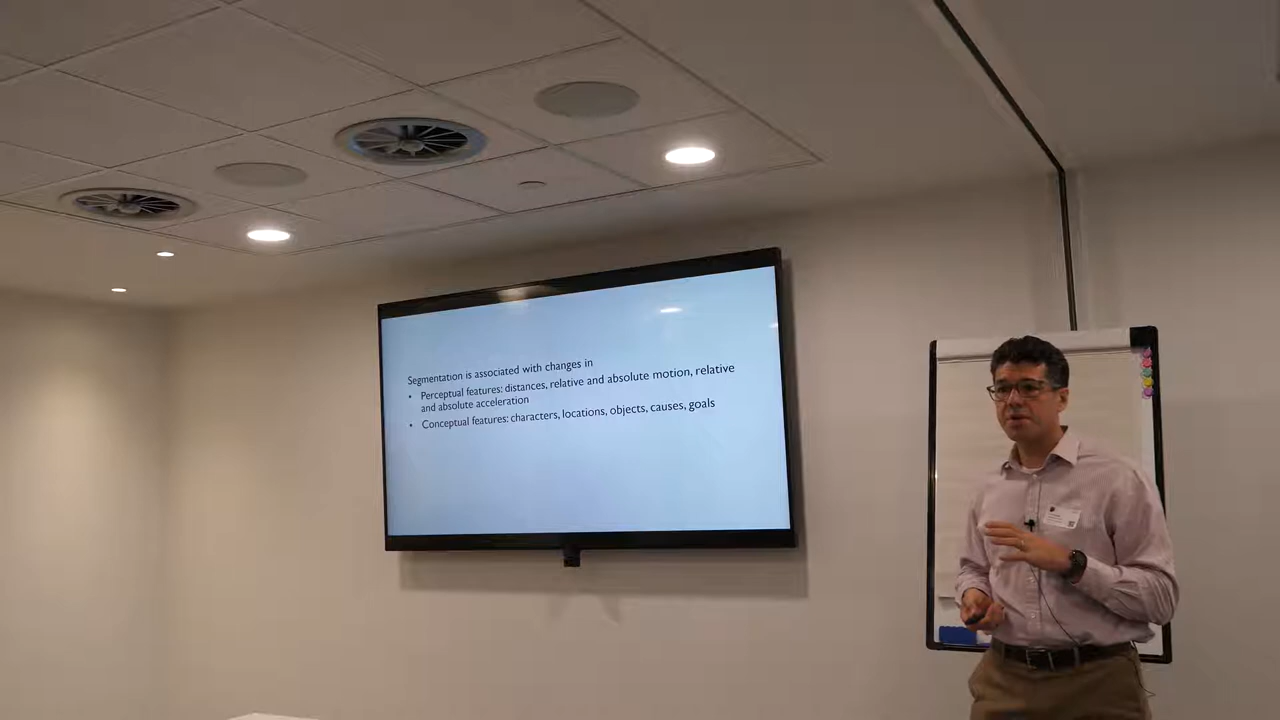 Segmentation is associated with changes in
• Perceptual features: distances, relative and absolute motion, relative
and absolute acceleration
• Conceptual features: characters, locations, objects, causes, goals